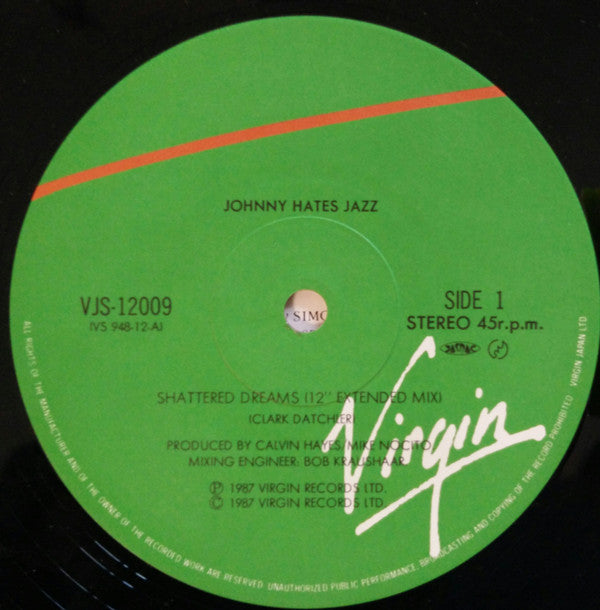 JOHNNY HATES JAZZ
VJS-12009
(VS 948-12-A)
SIMO
SIDE 1
STEREO 45r.p.m.
SHATTERED DREAMS (12" EXTENDED MIX)
(CLARK DATCHLER)
PRODUCED BY CALVIN HAYES/MIKE NOCITO
MIXING ENGINEER: BOB KRAUSHAAR
Ⓟ 1987 VIRGIN RECORDS LTD.
© 1987 VIRGIN RECORDS LTD.
Virgin
ALL RIGHTS OF THE MANUFACTURER AND OF THE OWNER OF THE RECORDED WORK ARE RESERVED. UNAUTHORIZED PUBLIC PERFORMANCE, BROADCASTING AND COPYING OF THE RECORD PROHIBITED VIRGIN JAPAN LTD